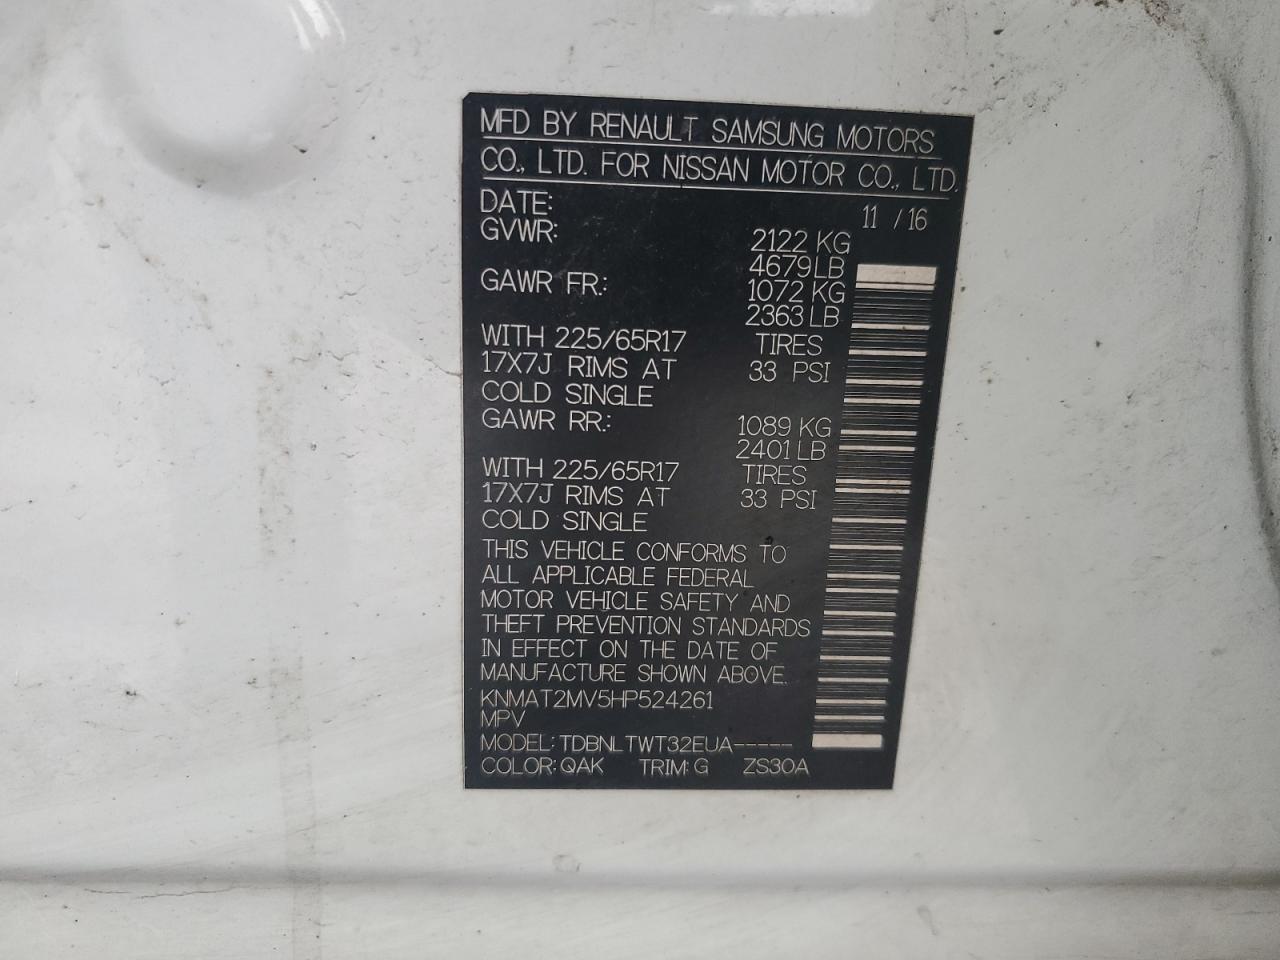 MFD BY RENAULT SAMSUNG MOTORS
CO., LTD. FOR NISSAN MOTOR CO., LTD.
DATE: 11 / 16
GVWR: 2122 KG
4679 LB
GAWR FR.: 1072 KG
2363 LB
WITH 225/65R17 TIRES
17X7J RIMS AT 33 PSI
COLD SINGLE
GAWR RR.: 1089 KG
2401 LB
WITH 225/65R17 TIRES
17X7J RIMS AT 33 PSI
COLD SINGLE
THIS VEHICLE CONFORMS TO
ALL APPLICABLE FEDERAL
MOTOR VEHICLE SAFETY AND
THEFT PREVENTION STANDARDS
IN EFFECT ON THE DATE OF
MANUFACTURE SHOWN ABOVE.
KNMAT2MV5HP524261
MPV
MODEL: TDBNLTWT32EUA-----
COLOR: QAK TRIM: G ZS30A